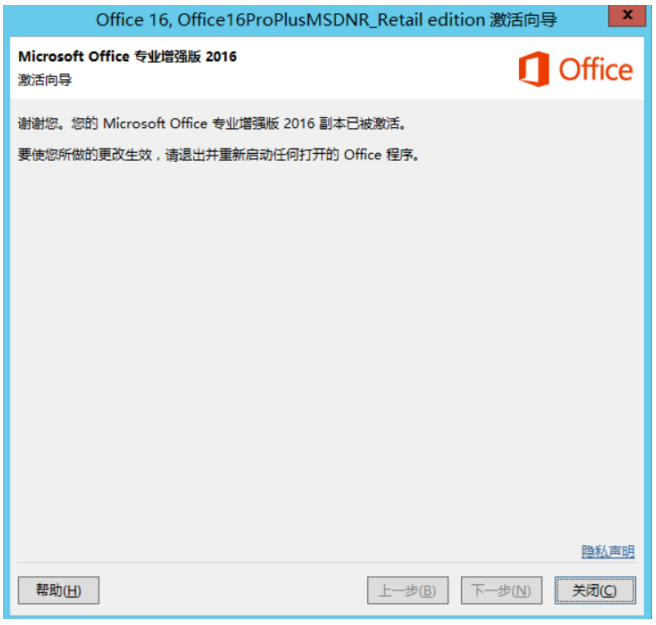 Office 16, Office16ProPlusMSDNR_Retail edition 激活向导
x
Microsoft Office 专业增强版 2016
激活向导
Office
谢谢您。您的 Microsoft Office 专业增强版 2016 副本已被激活。
要使您所做的更改生效，请退出并重新启动任何打开的 Office 程序。
隐私声明
帮助(H)
上一步(B)
下一步(N)
关闭(C)